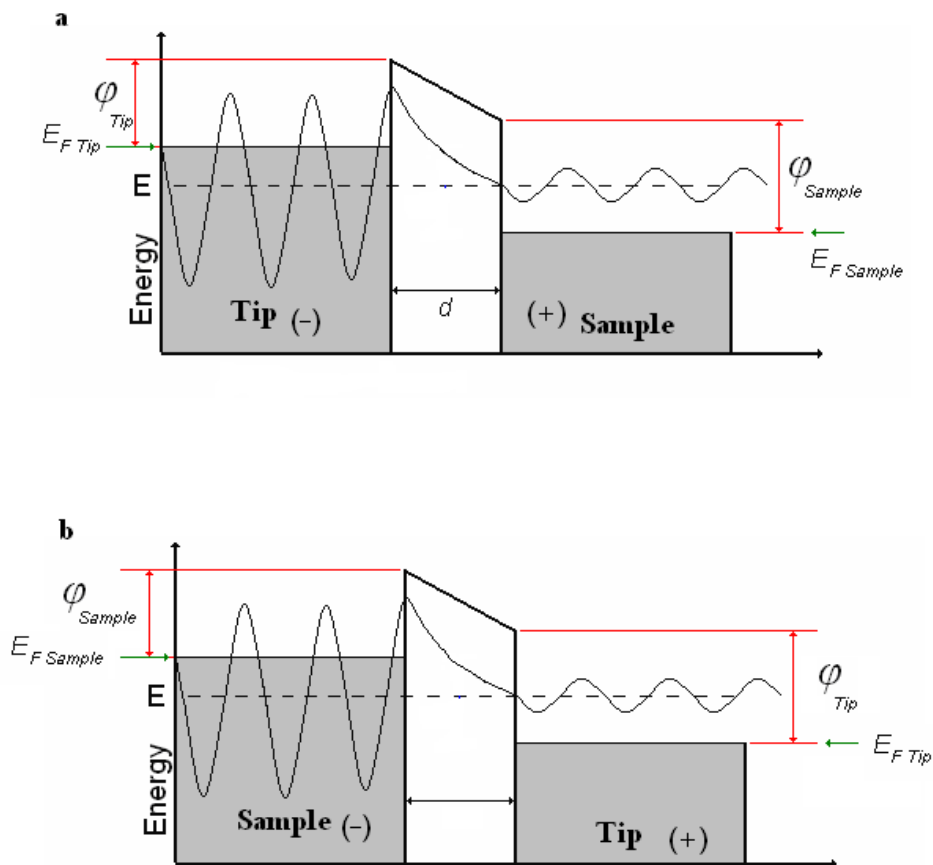 a
φ Tip
E F Tip
E
φ Sample
E F Sample
Energy
d
Tip (–)
(+) Sample
b
φ Sample
E F Sample
E
φ Tip
E F Tip
Energy
Sample (–)
Tip (+)